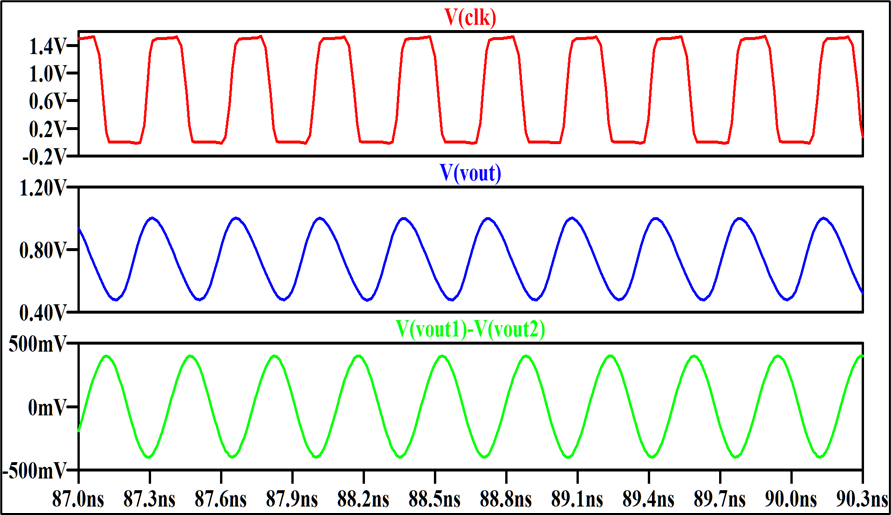 V(clk)
1.4V
1.0V
0.6V
0.2V
-0.2V
V(vout)
1.20V
0.80V
0.40V
V(vout1)-V(vout2)
500mV
0mV
-500mV
87.0ns 87.3ns 87.6ns 87.9ns 88.2ns 88.5ns 88.8ns 89.1ns 89.4ns 89.7ns 90.0ns 90.3ns